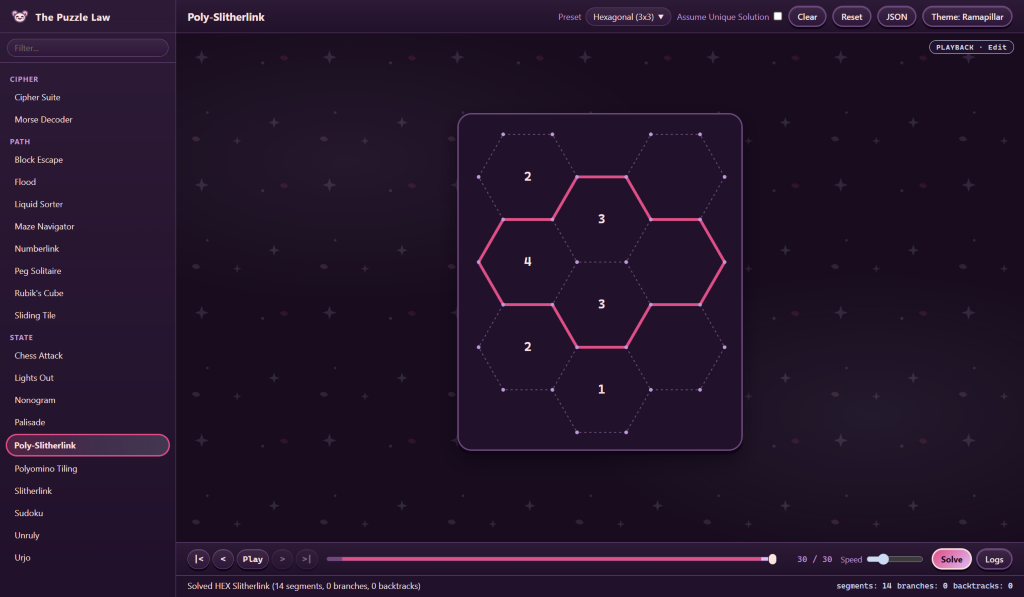 The Puzzle Law
Filter...
CIPHER
Cipher Suite
Morse Decoder
PATH
Block Escape
Flood
Liquid Sorter
Maze Navigator
Numberlink
Peg Solitaire
Rubik's Cube
Sliding Tile
STATE
Chess Attack
Lights Out
Nonogram
Palisade
Poly-Slitherlink
Polyomino Tiling
Slitherlink
Sudoku
Unruly
Urjo
Poly-Slitherlink
Preset Hexagonal (3x3) ▼ Assume Unique Solution Clear Reset JSON Theme: Ramapillar
PLAYBACK · Edit
2
3
4
3
2
1
|< < Play > >| 30 / 30 Speed Solve Logs
Solved HEX Slitherlink (14 segments, 0 branches, 0 backtracks) segments: 14 branches: 0 backtracks: 0